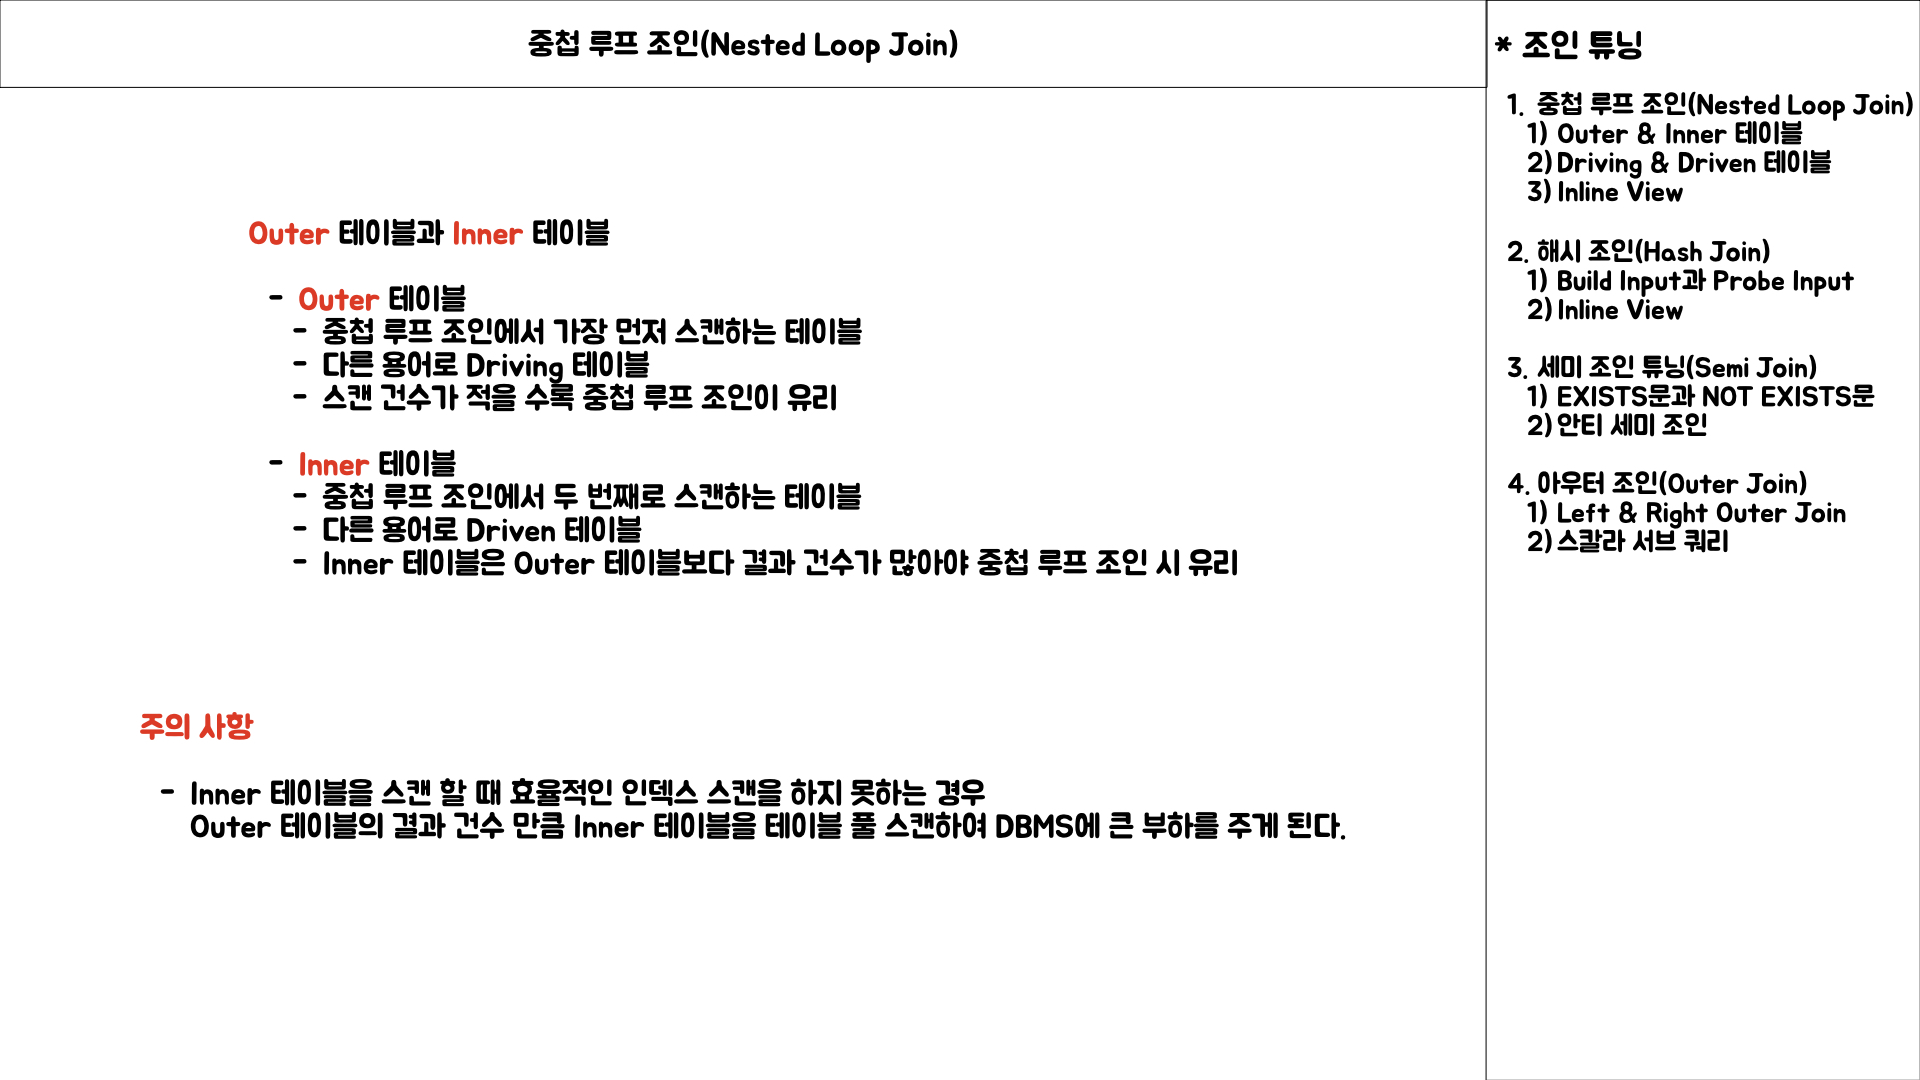 중첩 루프 조인(Nested Loop Join)
Outer 테이블과 Inner 테이블
- Outer 테이블
- 중첩 루프 조인에서 가장 먼저 스캔하는 테이블
- 다른 용어로 Driving 테이블
- 스캔 건수가 적을 수록 중첩 루프 조인이 유리
- Inner 테이블
- 중첩 루프 조인에서 두 번째로 스캔하는 테이블
- 다른 용어로 Driven 테이블
- Inner 테이블은 Outer 테이블보다 결과 건수가 많아야 중첩 루프 조인 시 유리
주의 사항
- Inner 테이블을 스캔 할 때 효율적인 인덱스 스캔을 하지 못하는 경우
Outer 테이블의 결과 건수 만큼 Inner 테이블을 테이블 풀 스캔하여 DBMS에 큰 부하를 주게 된다.
* 조인 튜닝
1. 중첩 루프 조인(Nested Loop Join)
1) Outer & Inner 테이블
2) Driving & Driven 테이블
3) Inline View
2. 해시 조인(Hash Join)
1) Build Input과 Probe Input
2) Inline View
3. 세미 조인 튜닝(Semi Join)
1) EXISTS문과 NOT EXISTS문
2) 안티 세미 조인
4. 아우터 조인(Outer Join)
1) Left & Right Outer Join
2) 스칼라 서브 쿼리